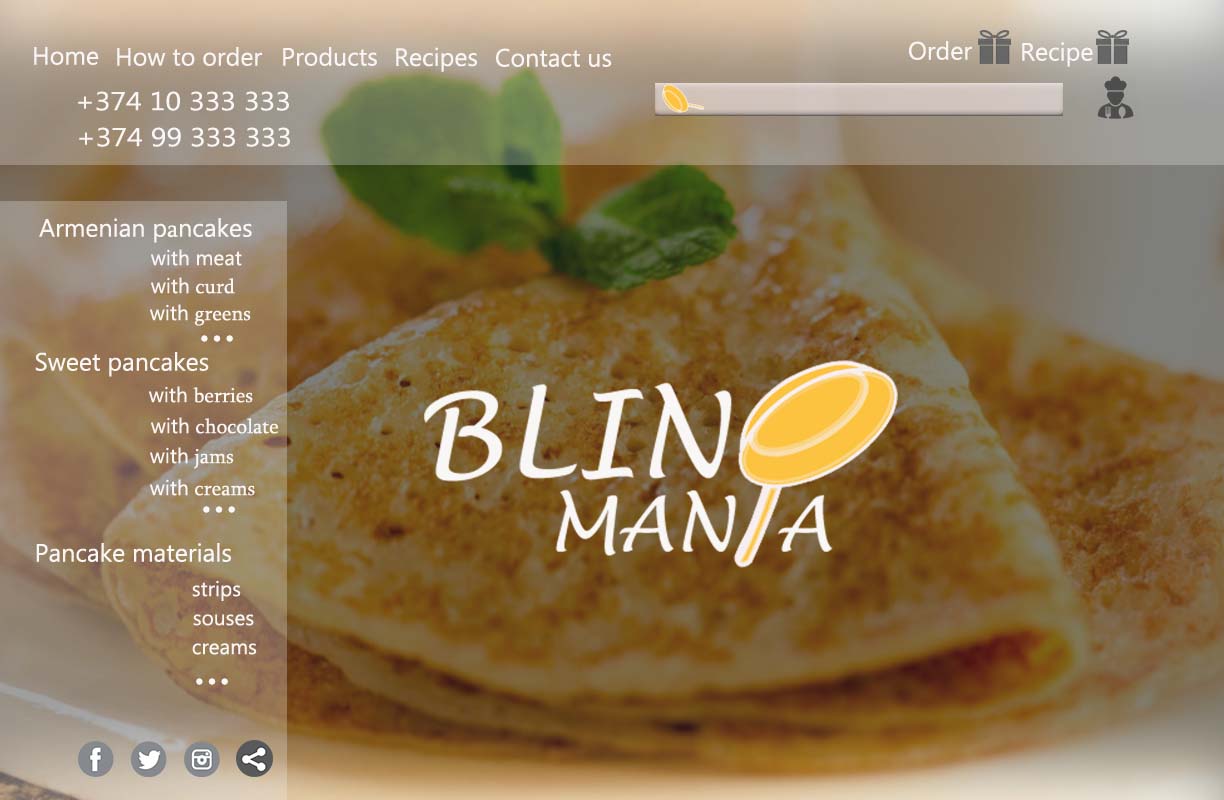 Home How to order Products Recipes Contact us
Order Recipe
+374 10 333 333
+374 99 333 333
Armenian pancakes
with meat
with curd
with greens
...
Sweet pancakes
with berries
with chocolate
with jams
with creams
...
Pancake materials
strips
souses
creams
...
BLINO
MANIA